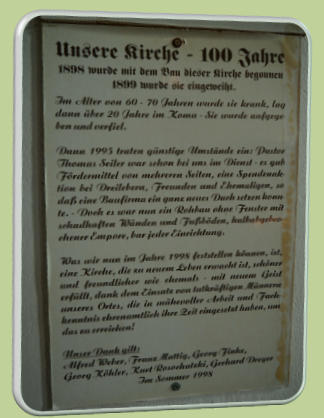 Unsere Kirche - 100 Jahre
1898 wurde mit dem Bau dieser Kirche begonnen
1899 wurde sie eingeweiht.
Im Alter von 60 - 70 Jahren wurde sie krank, lag
dann über 20 Jahre im Koma - Sie wurde aufgege
ben und verfiel.
Dann 1995 traten günstige Umstände ein: Pastor
Thomas Seiler war schon bei uns im Dienst - es gab
Fördermittel von mehreren Seiten, eine Spendenak
tion bei Dreilebern, Freunden und Ehemaligen, so
daß eine Baufirma ein ganz neues Dach setzen konn
te. - Doch es war nun ein Rohbau ohne Fenster mit
schadhaften Wänden und Fußböden, halbabgebro
chener Empore, bar jeder Einrichtung.
Was wir nun im Jahre 1998 feststellen können, ist,
eine Kirche, die zu neuem Leben erwacht ist, schöner
und freundlicher wie ehemals - mit neuem Geist
erfüllt, dank dem Einsatz von tatkräftigen Männern
unseres Ortes, die in mühevoller Arbeit und Fach-
kenntnis ehrenamtlich ihre Zeit eingesetzt haben, um
das zu erreichen!
Unser Dank gilt:
Alfred Weber, Franz Mattig, Georg Finke,
Georg Köhler, Kurt Gerhard Dreyer
Im Sommer 1998